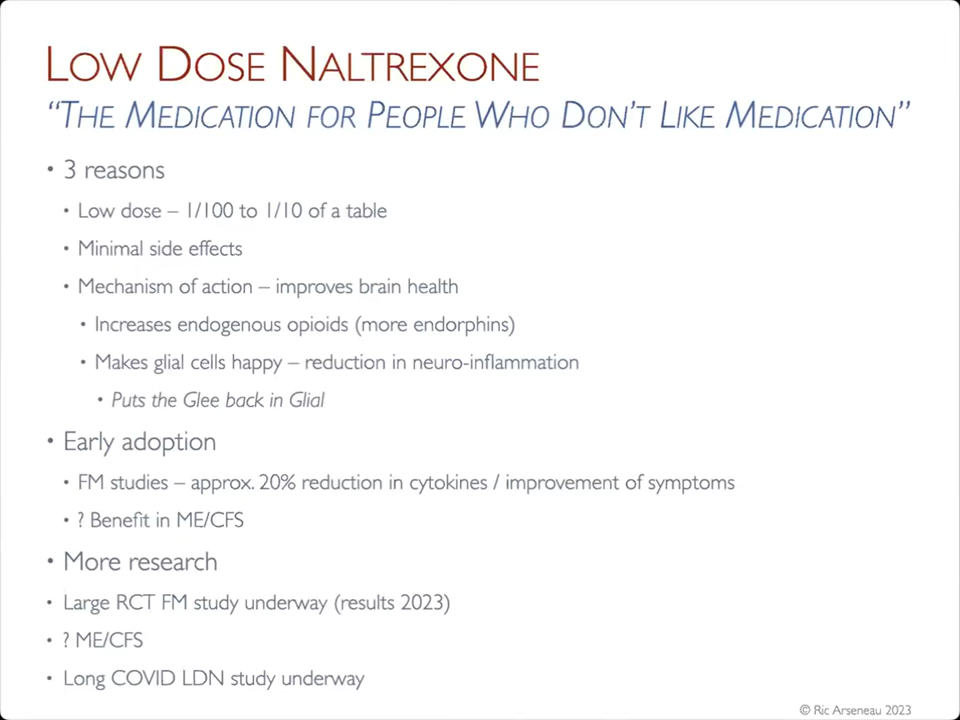 LOW DOSE NALTREXONE
“THE MEDICATION FOR PEOPLE WHO DON’T LIKE MEDICATION”
• 3 reasons
• Low dose – 1/100 to 1/10 of a table
• Minimal side effects
• Mechanism of action – improves brain health
• Increases endogenous opioids (more endorphins)
• Makes glial cells happy – reduction in neuro-inflammation
• Puts the Glee back in Glial
• Early adoption
• FM studies – approx. 20% reduction in cytokines / improvement of symptoms
• ? Benefit in ME/CFS
• More research
• Large RCT FM study underway (results 2023)
• ? ME/CFS
• Long COVID LDN study underway
© Ric Arseneau 2023